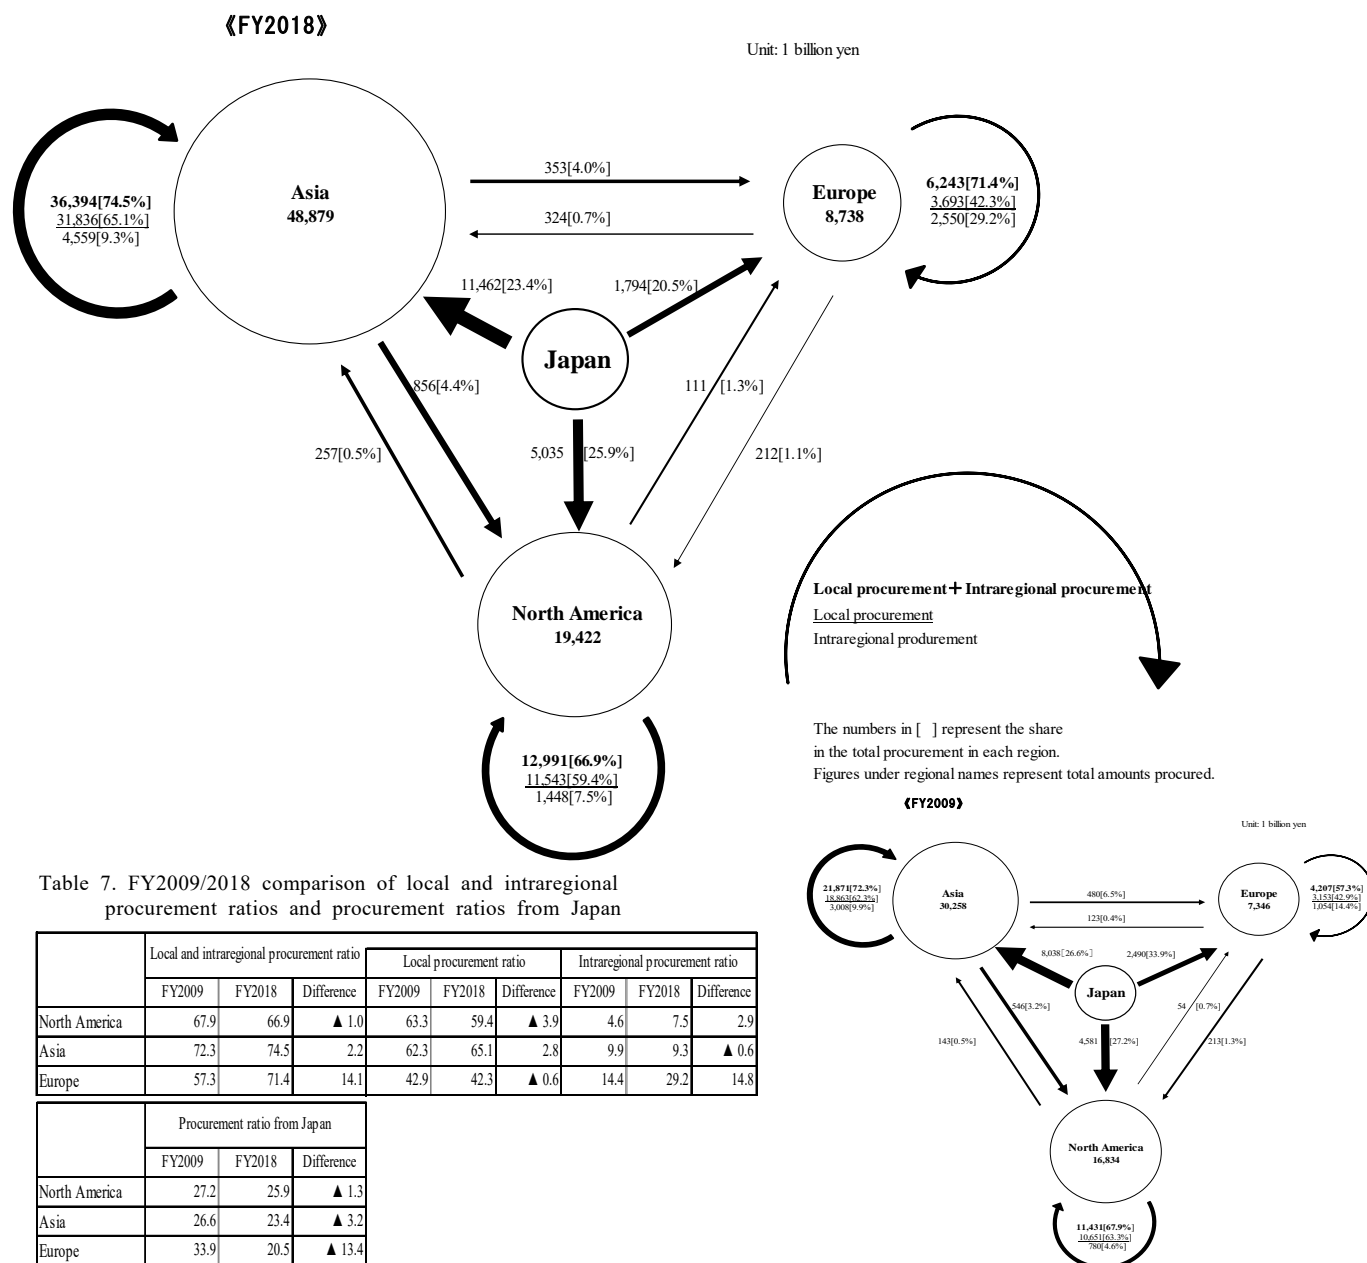 《FY2018》
Unit: 1 billion yen
36,394[74.5%]
31,836[65.1%]
4,559[9.3%]
Asia
48,879
353[4.0%]
324[0.7%]
Europe
8,738
6,243[71.4%]
3,693[42.3%]
2,550[29.2%]
11,462[23.4%]
1,794[20.5%]
Japan
856[4.4%]
111 [1.3%]
257[0.5%]
5,035 [25.9%]
212[1.1%]
North America
19,422
12,991[66.9%]
11,543[59.4%]
1,448[7.5%]
Local procurement＋Intraregional procurement
Local procurement
Intraregional produrement
The numbers in [ ] represent the share
in the total procurement in each region.
Figures under regional names represent total amounts procured.
Table 7. FY2009/2018 comparison of local and intraregional
procurement ratios and procurement ratios from Japan
Local and intraregional procurement ratio Local procurement ratio Intraregional procurement ratio
FY2009 FY2018 Difference FY2009 FY2018 Difference FY2009 FY2018 Difference
North America 67.9 66.9 ▲ 1.0 63.3 59.4 ▲ 3.9 4.6 7.5 2.9
Asia 72.3 74.5 2.2 62.3 65.1 2.8 9.9 9.3 ▲ 0.6
Europe 57.3 71.4 14.1 42.9 42.3 ▲ 0.6 14.4 29.2 14.8
Procurement ratio from Japan
FY2009 FY2018 Difference
North America 27.2 25.9 ▲ 1.3
Asia 26.6 23.4 ▲ 3.2
Europe 33.9 20.5 ▲ 13.4
《FY2009》
Unit: 1 billion yen
21,871[72.3%]
18,863[62.3%]
3,008[9.9%]
Asia
30,258
480[6.5%]
123[0.4%]
Europe
7,346
4,207[57.3%]
3,153[42.9%]
1,054[14.4%]
8,038[26.6%]
2,490[33.9%]
Japan
546[3.2%]
54 [0.7%]
143[0.5%]
4,581 [27.2%]
213[1.3%]
North America
16,834
11,431[67.9%]
10,651[63.3%]
780[4.6%]